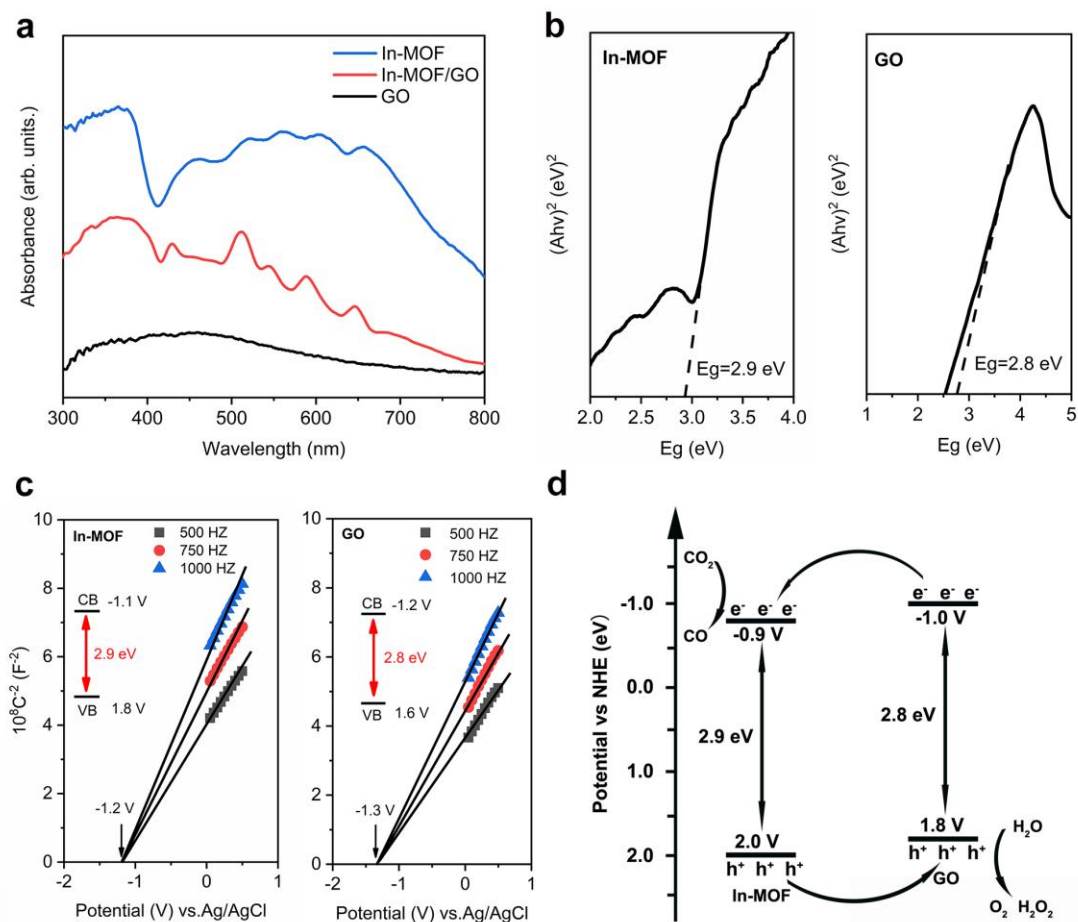 a
In-MOF
In-MOF/GO
GO
Absorbance (arb. units.)
300 400 500 600 700 800
Wavelength (nm)
b
In-MOF
(Ahv)² (eV)²
Eg=2.9 eV
2.0 2.5 3.0 3.5 4.0
Eg (eV)
GO
(Ahv)² (eV)²
Eg=2.8 eV
1 2 3 4 5
Eg (eV)
c
10⁸C⁻² (F⁻²)
10
8
6
4
2
0
In-MOF
500 HZ
750 HZ
1000 HZ
CB -1.1 V
2.9 eV
VB 1.8 V
-1.2 V
-2 -1 0 1
Potential (V) vs.Ag/AgCl
10
8
6
4
2
0
GO
500 HZ
750 HZ
1000 HZ
CB -1.2 V
2.8 eV
VB 1.6 V
-1.3 V
-2 -1 0 1
Potential (V) vs.Ag/AgCl
d
Potential vs NHE (eV)
-1.0
0.0
1.0
2.0
CO₂
CO
e⁻ e⁻ e⁻
-0.9 V
e⁻ e⁻ e⁻
-1.0 V
2.9 eV
2.8 eV
2.0 V
h⁺ h⁺ h⁺
In-MOF
1.8 V
h⁺ h⁺ h⁺
GO
H₂O
O₂ H₂O₂